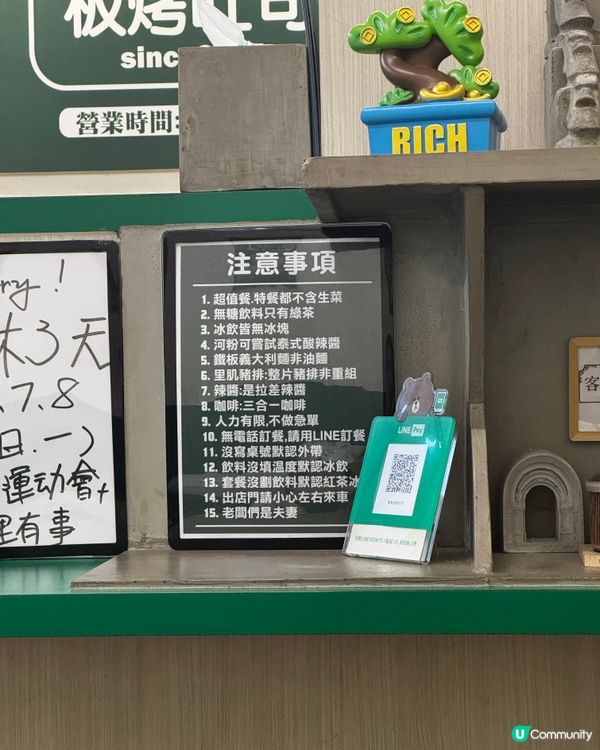 板烤吐司
since
營業時間:
RICH
rry!
休3天
.7.8
日.一)
運动會+
里有事
注意事項
1. 超值餐.特餐都不含生菜
2. 無糖飲料只有綠茶
3. 冰飲皆無冰塊
4. 河粉可嘗試泰式酸辣醬
5. 鐵板義大利麵非油麵
6. 里肌豬排:整片豬排非重組
7. 辣醬:是拉差辣醬
8. 咖啡:三合一咖啡
9. 人力有限,不做急單
10. 無電話訂餐,請用LINE訂餐
11. 沒寫桌號默認外帶
12. 飲料沒填溫度默認冰飲
13. 套餐沒劃飲料默認紅茶冰
14. 出店門請小心左右來車
15. 老闆們是夫妻
LINE Pay
客
U Community